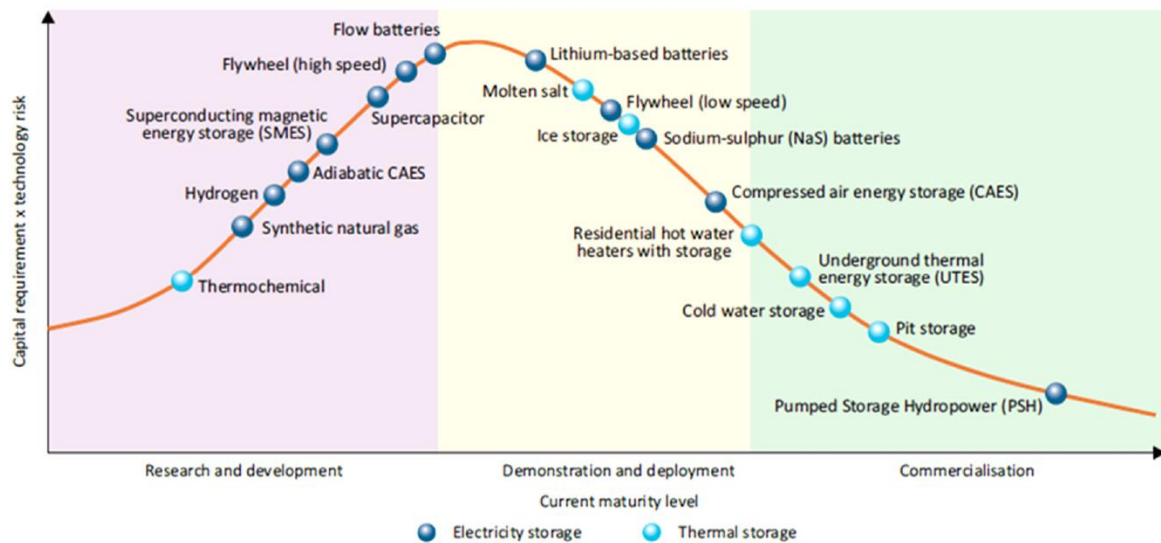 Capital requirement x technology risk
Flow batteries
Flywheel (high speed)
Supercapacitor
Superconducting magnetic
energy storage (SMES)
Adiabatic CAES
Hydrogen
Synthetic natural gas
Thermochemical
Lithium-based batteries
Molten salt
Flywheel (low speed)
Ice storage
Sodium-sulphur (NaS) batteries
Compressed air energy storage (CAES)
Residential hot water
heaters with storage
Underground thermal
energy storage (UTES)
Cold water storage
Pit storage
Pumped Storage Hydropower (PSH)
Research and development
Demonstration and deployment
Commercialisation
Current maturity level
Electricity storage
Thermal storage